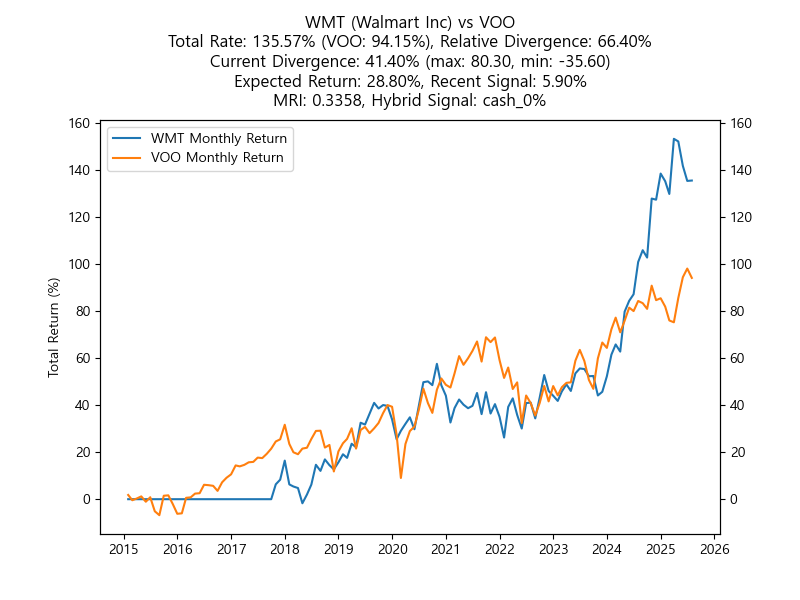 WMT (Walmart Inc) vs VOO
Total Rate: 135.57% (VOO: 94.15%), Relative Divergence: 66.40%
Current Divergence: 41.40% (max: 80.30, min: -35.60)
Expected Return: 28.80%, Recent Signal: 5.90%
MRI: 0.3358, Hybrid Signal: cash_0%
WMT Monthly Return
VOO Monthly Return
Total Return (%)
160 160
140 140
120 120
100 100
80 80
60 60
40 40
20 20
0 0
2015 2016 2017 2018 2019 2020 2021 2022 2023 2024 2025 2026